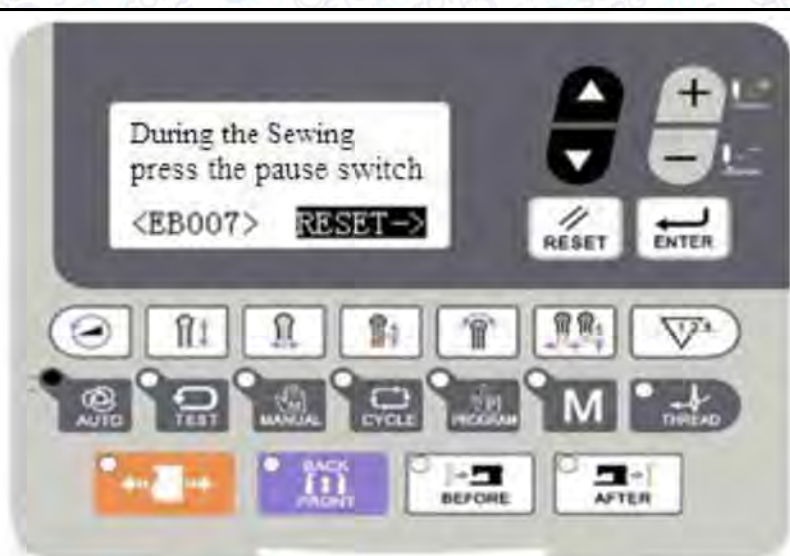 During the Sewing
press the pause switch
<EB007> RESET->
RESET
ENTER
AUTO
TEST
MANUAL
CYCLE
PROGRAM
M
THREAD
BACK
FRONT
BEFORE
AFTER